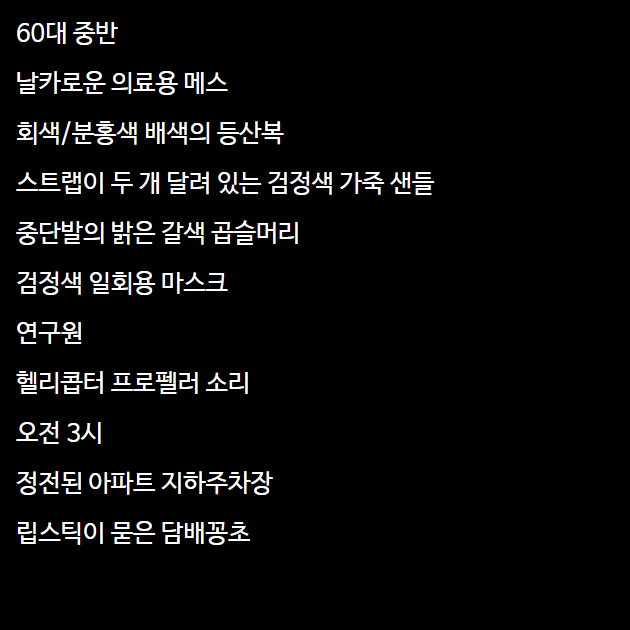 60대 중반
날카로운 의료용 메스
회색/분홍색 배색의 등산복
스트랩이 두 개 달려 있는 검정색 가죽 샌들
중단발의 밝은 갈색 곱슬머리
검정색 일회용 마스크
연구원
헬리콥터 프로펠러 소리
오전 3시
정전된 아파트 지하주차장
립스틱이 묻은 담배꽁초